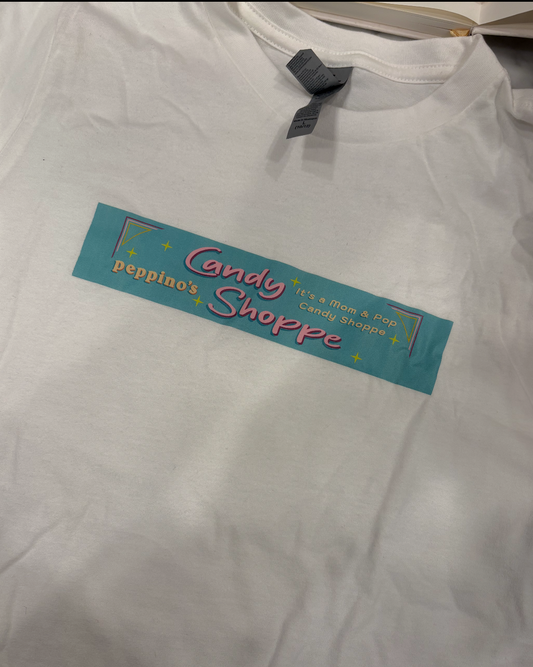 peppino's
Candy
Shoppe
It's a Mom & Pop
Candy Shoppe